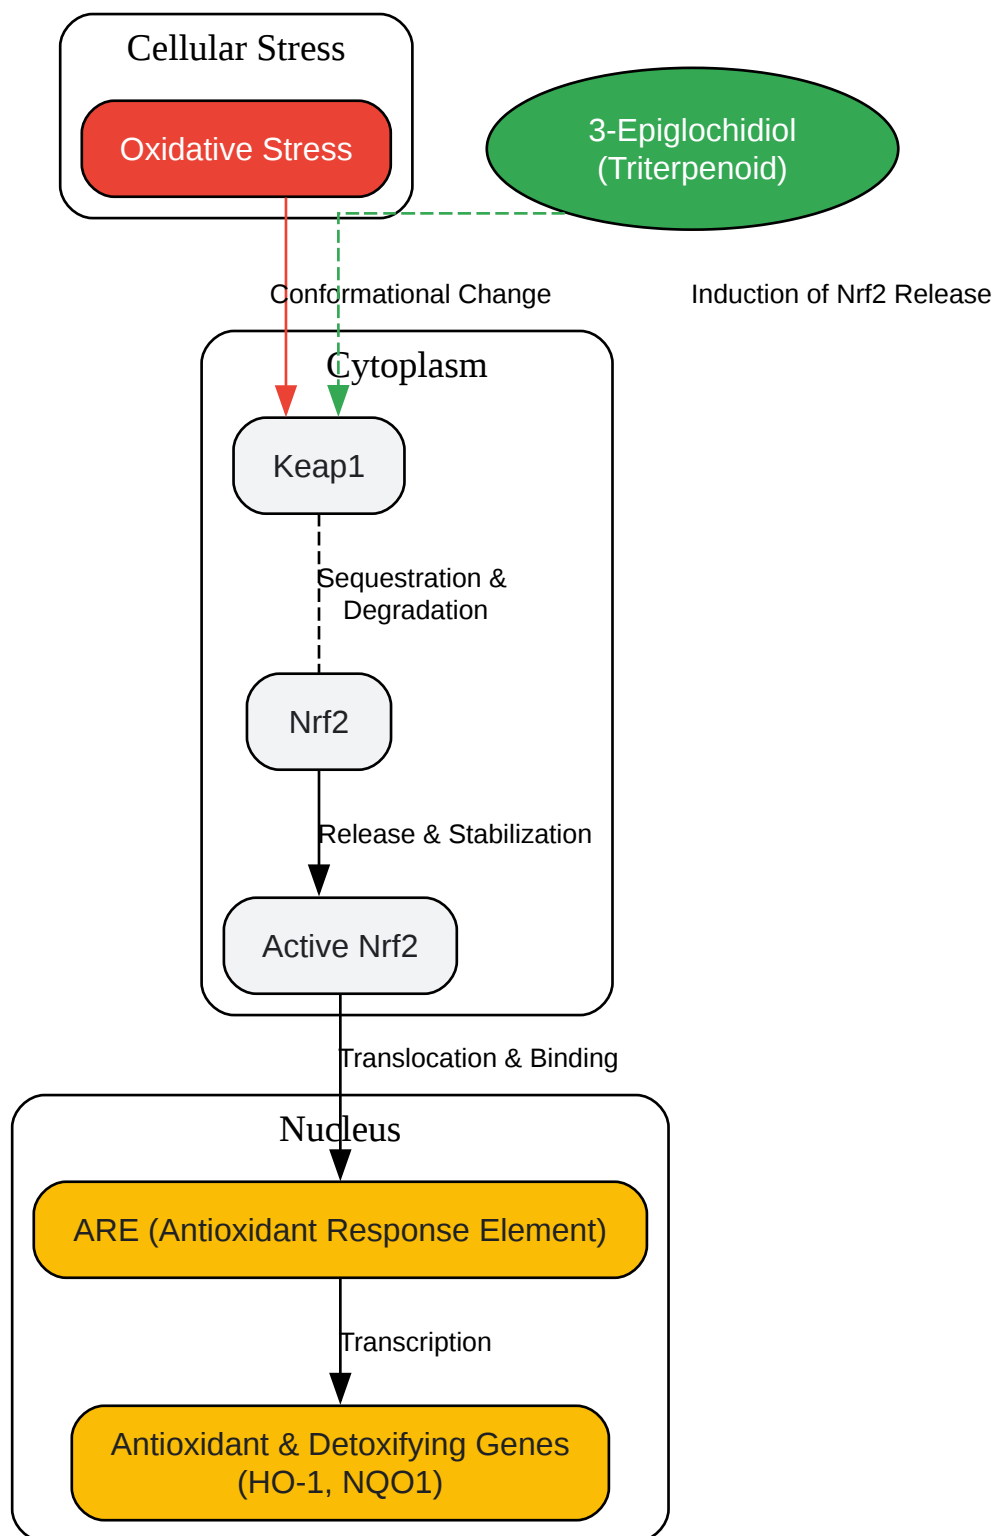 Cellular Stress
Oxidative Stress
3-Epiglochidiol
(Triterpenoid)
Conformational Change
Induction of Nrf2 Release
Cytoplasm
Keap1
Sequestration &
Degradation
Nrf2
Release & Stabilization
Active Nrf2
Translocation & Binding
Nucleus
ARE (Antioxidant Response Element)
Transcription
Antioxidant & Detoxifying Genes
(HO-1, NQO1)